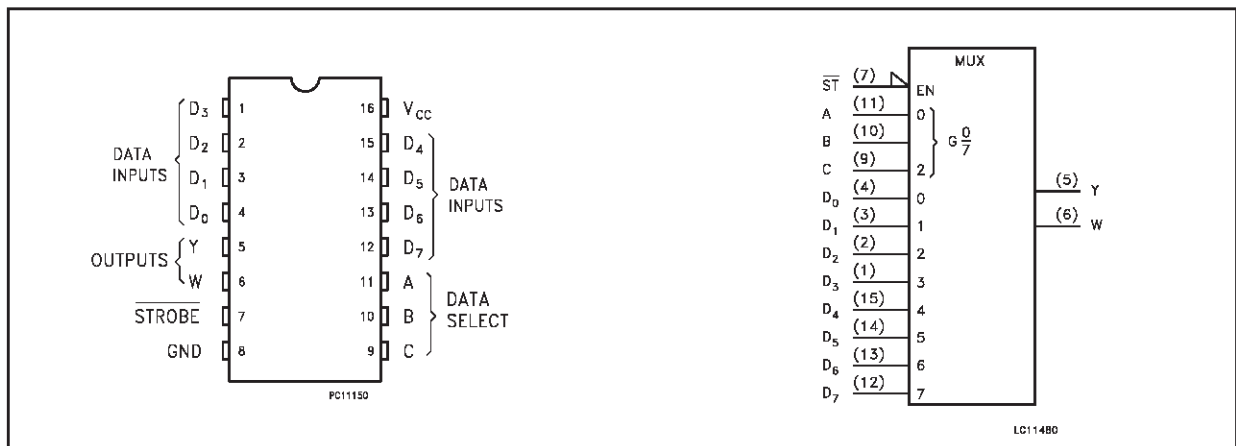 D3 1 16 VCC
D2 2 15 D4
DATA INPUTS
D1 3 14 D5
DATA INPUTS
D0 4 13 D6
Y 5 12 D7
OUTPUTS
W 6 11 A
STROBE 7 10 B
DATA SELECT
GND 8 9 C
PC11150
MUX
ST (7) EN
A (11) 0
B (10) G 0/7
C (9) 2
D0 (4) 0
D1 (3) 1
D2 (2) 2
D3 (1) 3
D4 (15) 4
D5 (14) 5
D6 (13) 6
D7 (12) 7
(5) Y
(6) W
LC11480